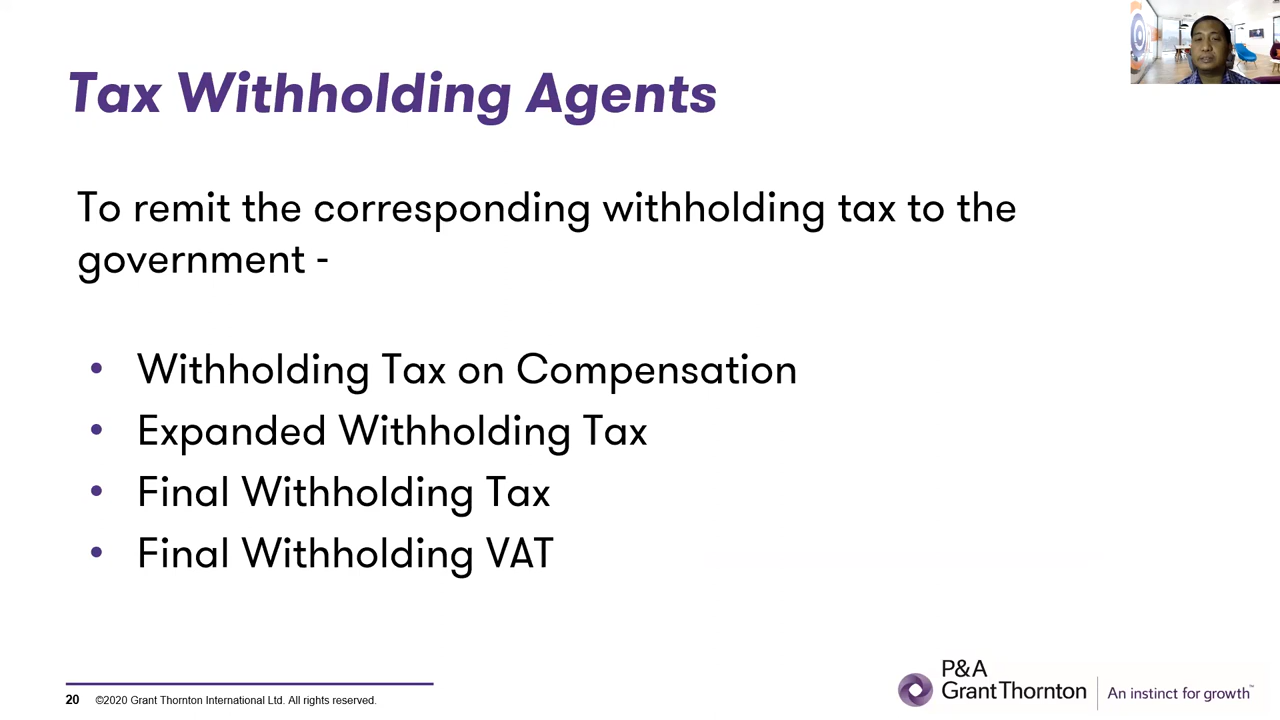 Tax Withholding Agents
To remit the corresponding withholding tax to the
government -
• Withholding Tax on Compensation
• Expanded Withholding Tax
• Final Withholding Tax
• Final Withholding VAT
20 ©2020 Grant Thornton International Ltd. All rights reserved.
P&A
Grant Thornton
An instinct for growth™